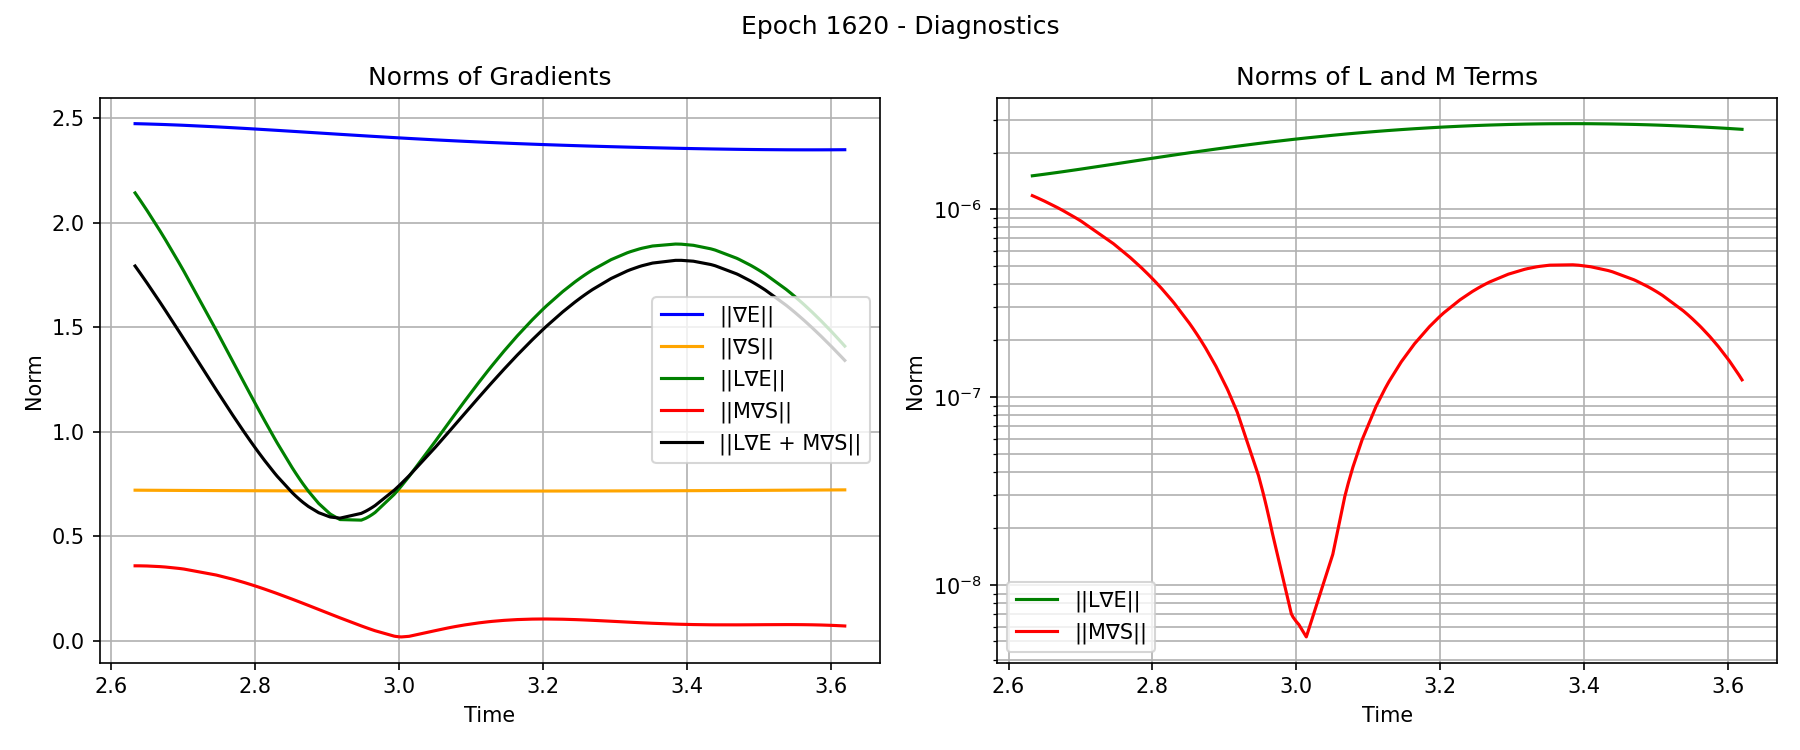 Epoch 1620 - Diagnostics
Norms of Gradients
Norm
2.5
2.0
1.5
1.0
0.5
0.0
||∇E||
||∇S||
||L∇E||
||M∇S||
||L∇E + M∇S||
2.6 2.8 3.0 3.2 3.4 3.6
Time
Norms of L and M Terms
Norm
10⁻⁶
10⁻⁷
10⁻⁸
||L∇E||
||M∇S||
2.6 2.8 3.0 3.2 3.4 3.6
Time